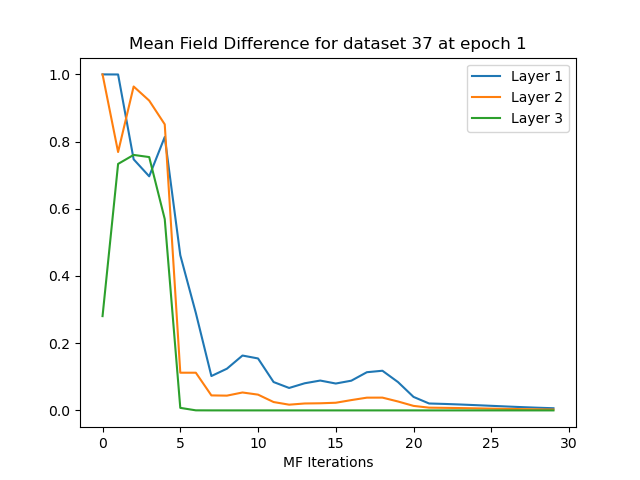 Mean Field Difference for dataset 37 at epoch 1
Layer 1
Layer 2
Layer 3
1.0
0.8
0.6
0.4
0.2
0.0
0 5 10 15 20 25 30
MF Iterations